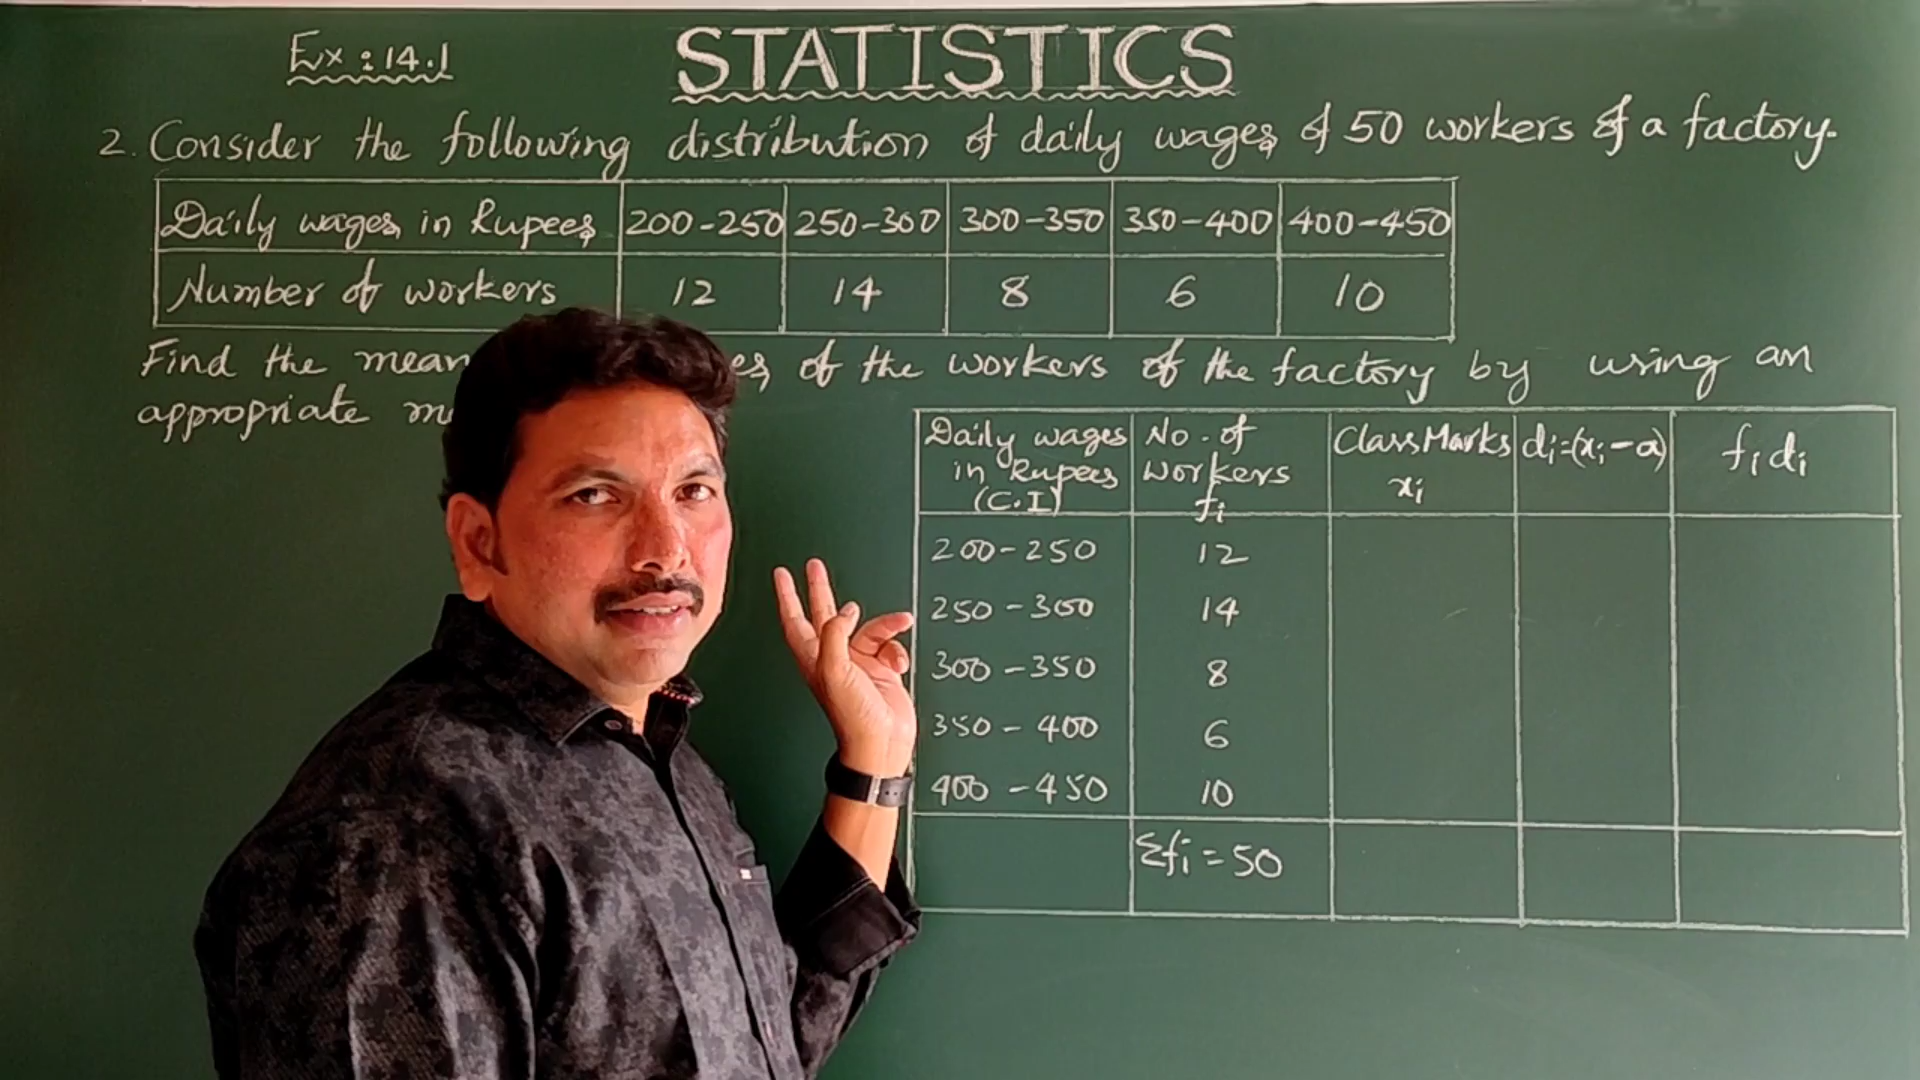 Ex : 14.1
STATISTICS
2. Consider the following distribution of daily wages of 50 workers of a factory.
Daily wages in Rupees 200-250 250-300 300-350 350-400 400-450
Number of workers 12 14 8 6 10
Find the mean of the workers of the factory by using an
appropriate
Daily wages in Rupees (C.I) No. of workers fi Class Marks xi di=(xi-a) fidi
200-250 12
250-300 14
300-350 8
350-400 6
400-450 10
Σfi = 50